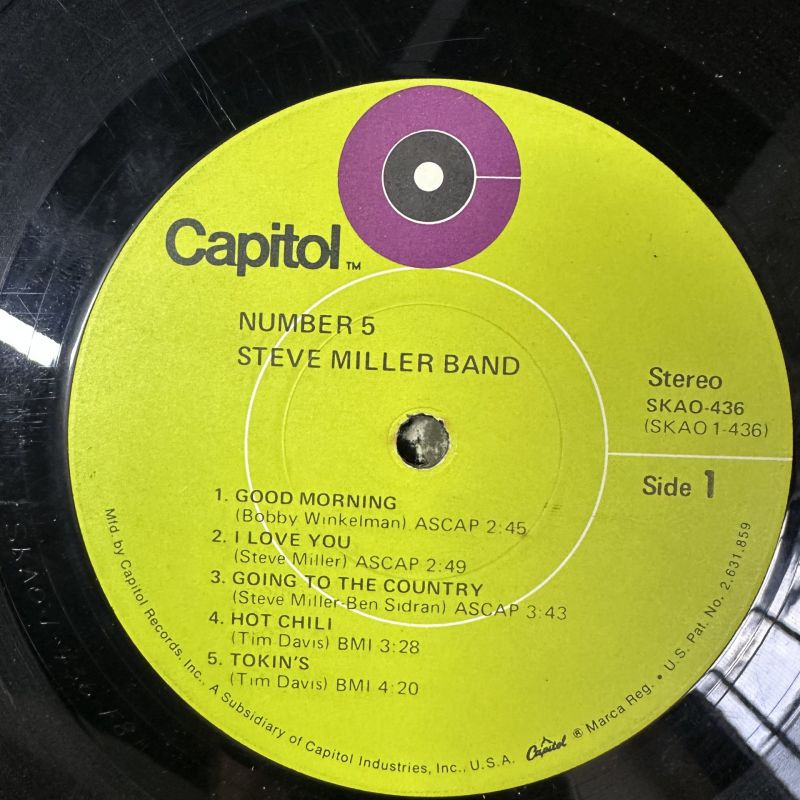 Capitol™
NUMBER 5
STEVE MILLER BAND
Stereo
SKAO-436
(SKAO 1-436)
Side 1
1. GOOD MORNING
(Bobby Winkelman) ASCAP 2:45
2. I LOVE YOU
(Steve Miller) ASCAP 2:49
3. GOING TO THE COUNTRY
(Steve Miller-Ben Sidran) ASCAP 3:43
4. HOT CHILI
(Tim Davis) BMI 3:28
5. TOKIN'S
(Tim Davis) BMI 4:20
Mfd. by Capitol Records, Inc., A Subsidiary of Capitol Industries, Inc., U.S.A. Capitol ® Marca Reg. • U.S. Pat. No. 2.631.859